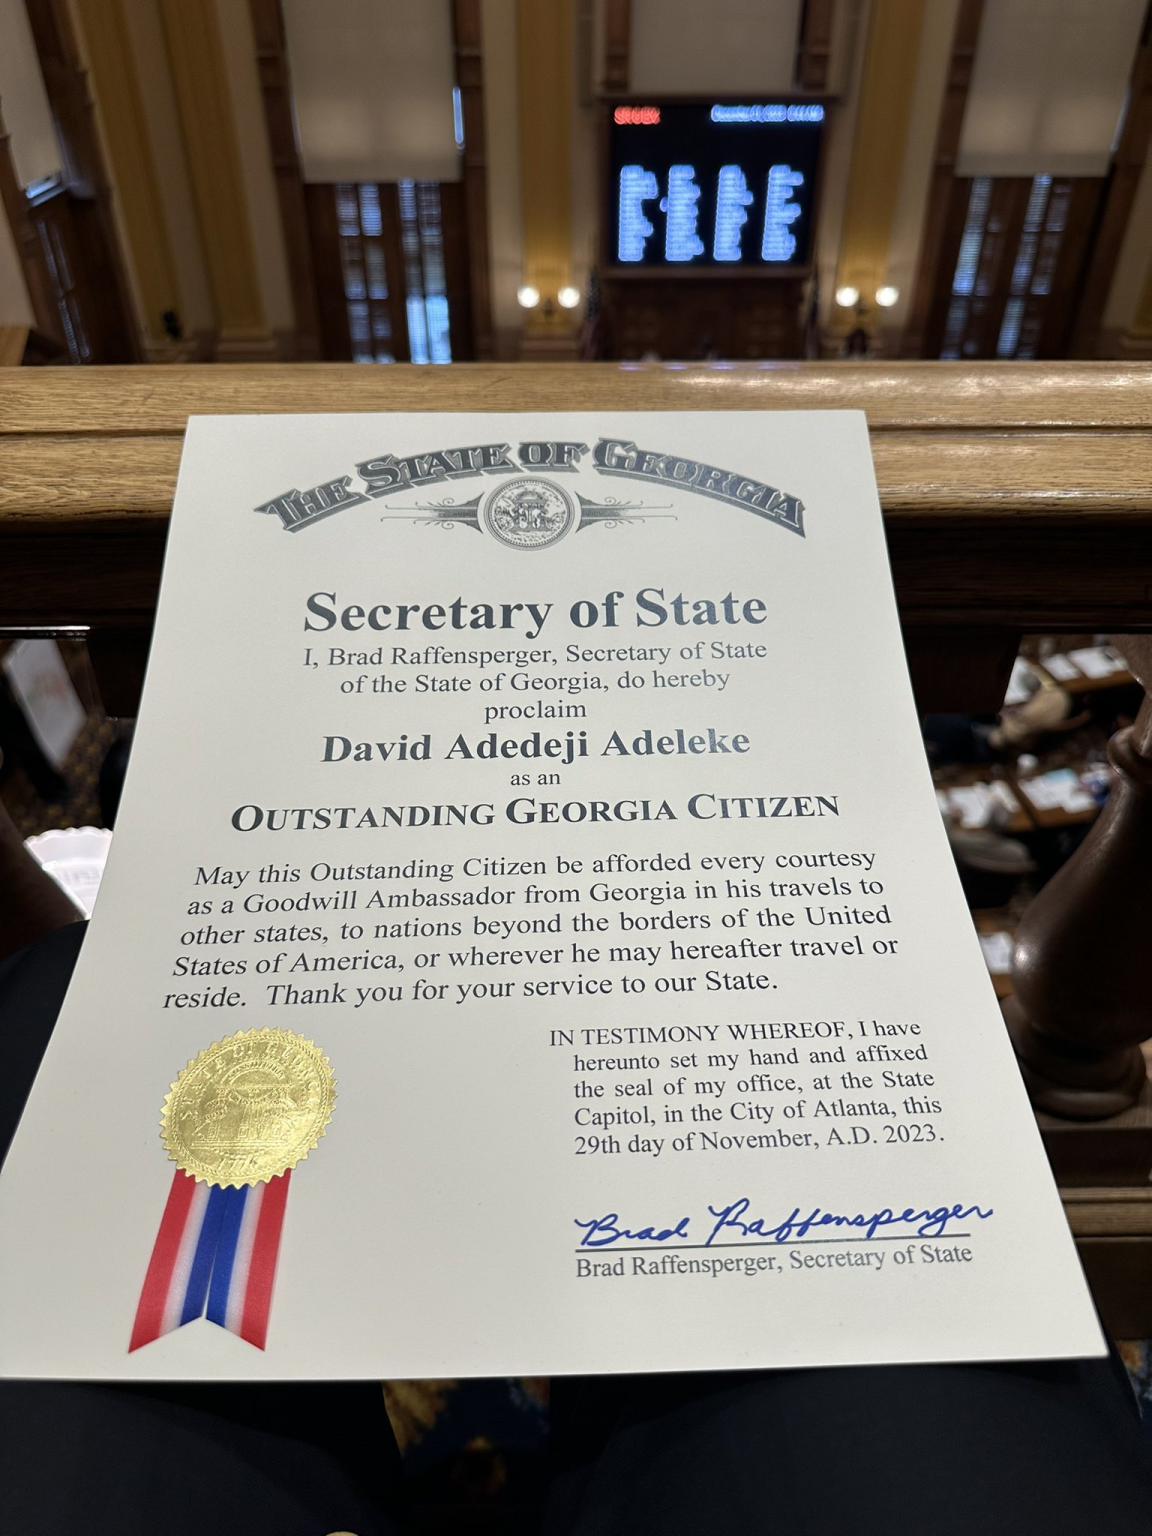 THE STATE OF GEORGIA
Secretary of State
I, Brad Raffensperger, Secretary of State
of the State of Georgia, do hereby
proclaim
David Adedeji Adeleke
as an
OUTSTANDING GEORGIA CITIZEN
May this Outstanding Citizen be afforded every courtesy
as a Goodwill Ambassador from Georgia in his travels to
other states, to nations beyond the borders of the United
States of America, or wherever he may hereafter travel or
reside. Thank you for your service to our State.
IN TESTIMONY WHEREOF, I have
hereunto set my hand and affixed
the seal of my office, at the State
Capitol, in the City of Atlanta, this
29th day of November, A.D. 2023.
1776
Brad Raffensperger
Brad Raffensperger, Secretary of State